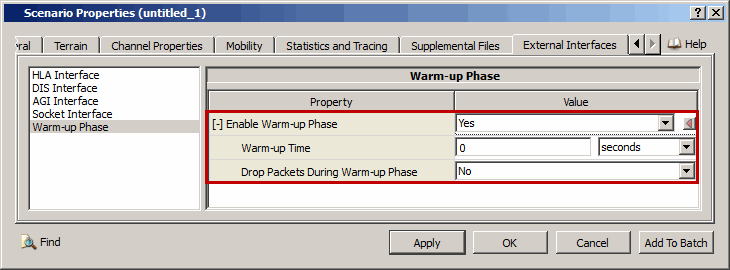 Scenario Properties (untitled_1)
ral Terrain Channel Properties Mobility Statistics and Tracing Supplemental Files External Interfaces Help
HLA Interface
DIS Interface
AGI Interface
Socket Interface
Warm-up Phase
Warm-up Phase
Property Value
[-] Enable Warm-up Phase Yes
Warm-up Time 0 seconds
Drop Packets During Warm-up Phase No
Find Apply OK Cancel Add To Batch